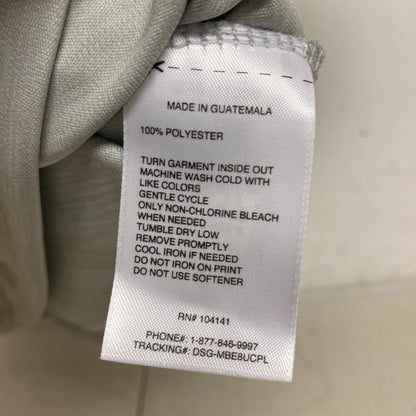 MADE IN GUATEMALA
100% POLYESTER
TURN GARMENT INSIDE OUT
MACHINE WASH COLD WITH
LIKE COLORS
GENTLE CYCLE
ONLY NON-CHLORINE BLEACH
WHEN NEEDED
TUMBLE DRY LOW
REMOVE PROMPTLY
COOL IRON IF NEEDED
DO NOT IRON ON PRINT
DO NOT USE SOFTENER
RN# 104141
PHONE#: 1-877-846-9997
TRACKING#: DSG-MBE8UCPL